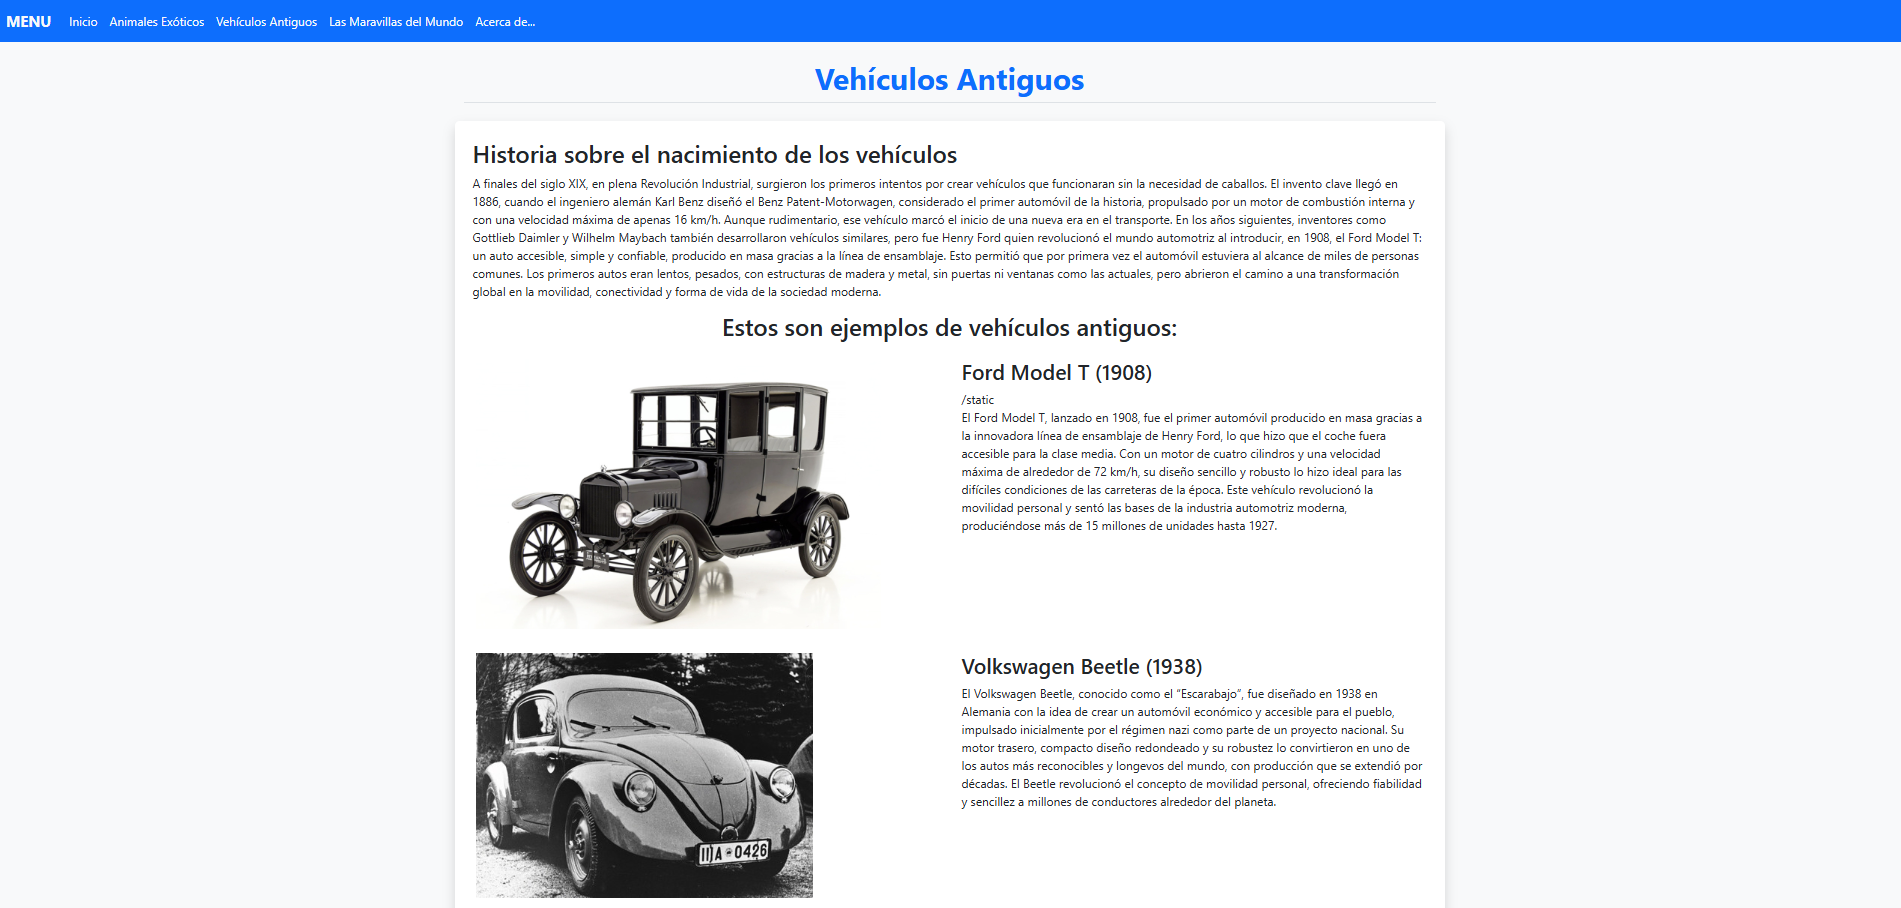 MENU Inicio Animales Exóticos Vehículos Antiguos Las Maravillas del Mundo Acerca de...
Vehículos Antiguos
Historia sobre el nacimiento de los vehículos
A finales del siglo XIX, en plena Revolución Industrial, surgieron los primeros intentos por crear vehículos que funcionaran sin la necesidad de caballos. El invento clave llegó en
1886, cuando el ingeniero alemán Karl Benz diseñó el Benz Patent-Motorwagen, considerado el primer automóvil de la historia, propulsado por un motor de combustión interna y
con una velocidad máxima de apenas 16 km/h. Aunque rudimentario, ese vehículo marcó el inicio de una nueva era en el transporte. En los años siguientes, inventores como
Gottlieb Daimler y Wilhelm Maybach también desarrollaron vehículos similares, pero fue Henry Ford quien revolucionó el mundo automotriz al introducir, en 1908, el Ford Model T:
un auto accesible, simple y confiable, producido en masa gracias a la línea de ensamblaje. Esto permitió que por primera vez el automóvil estuviera al alcance de miles de personas
comunes. Los primeros autos eran lentos, pesados, con estructuras de madera y metal, sin puertas ni ventanas como las actuales, pero abrieron el camino a una transformación
global en la movilidad, conectividad y forma de vida de la sociedad moderna.
Estos son ejemplos de vehículos antiguos:
Ford Model T (1908)
/static
El Ford Model T, lanzado en 1908, fue el primer automóvil producido en masa gracias a
la innovadora línea de ensamblaje de Henry Ford, lo que hizo que el coche fuera
accesible para la clase media. Con un motor de cuatro cilindros y una velocidad
máxima de alrededor de 72 km/h, su diseño sencillo y robusto lo hizo ideal para las
difíciles condiciones de las carreteras de la época. Este vehículo revolucionó la
movilidad personal y sentó las bases de la industria automotriz moderna,
produciéndose más de 15 millones de unidades hasta 1927.
Volkswagen Beetle (1938)
El Volkswagen Beetle, conocido como el “Escarabajo”, fue diseñado en 1938 en
Alemania con la idea de crear un automóvil económico y accesible para el pueblo,
impulsado inicialmente por el régimen nazi como parte de un proyecto nacional. Su
motor trasero, compacto diseño redondeado y su robustez lo convirtieron en uno de
los autos más reconocibles y longevos del mundo, con producción que se extendió por
décadas. El Beetle revolucionó el concepto de movilidad personal, ofreciendo fiabilidad
y sencillez a millones de conductores alrededor del planeta.
IIA-0426